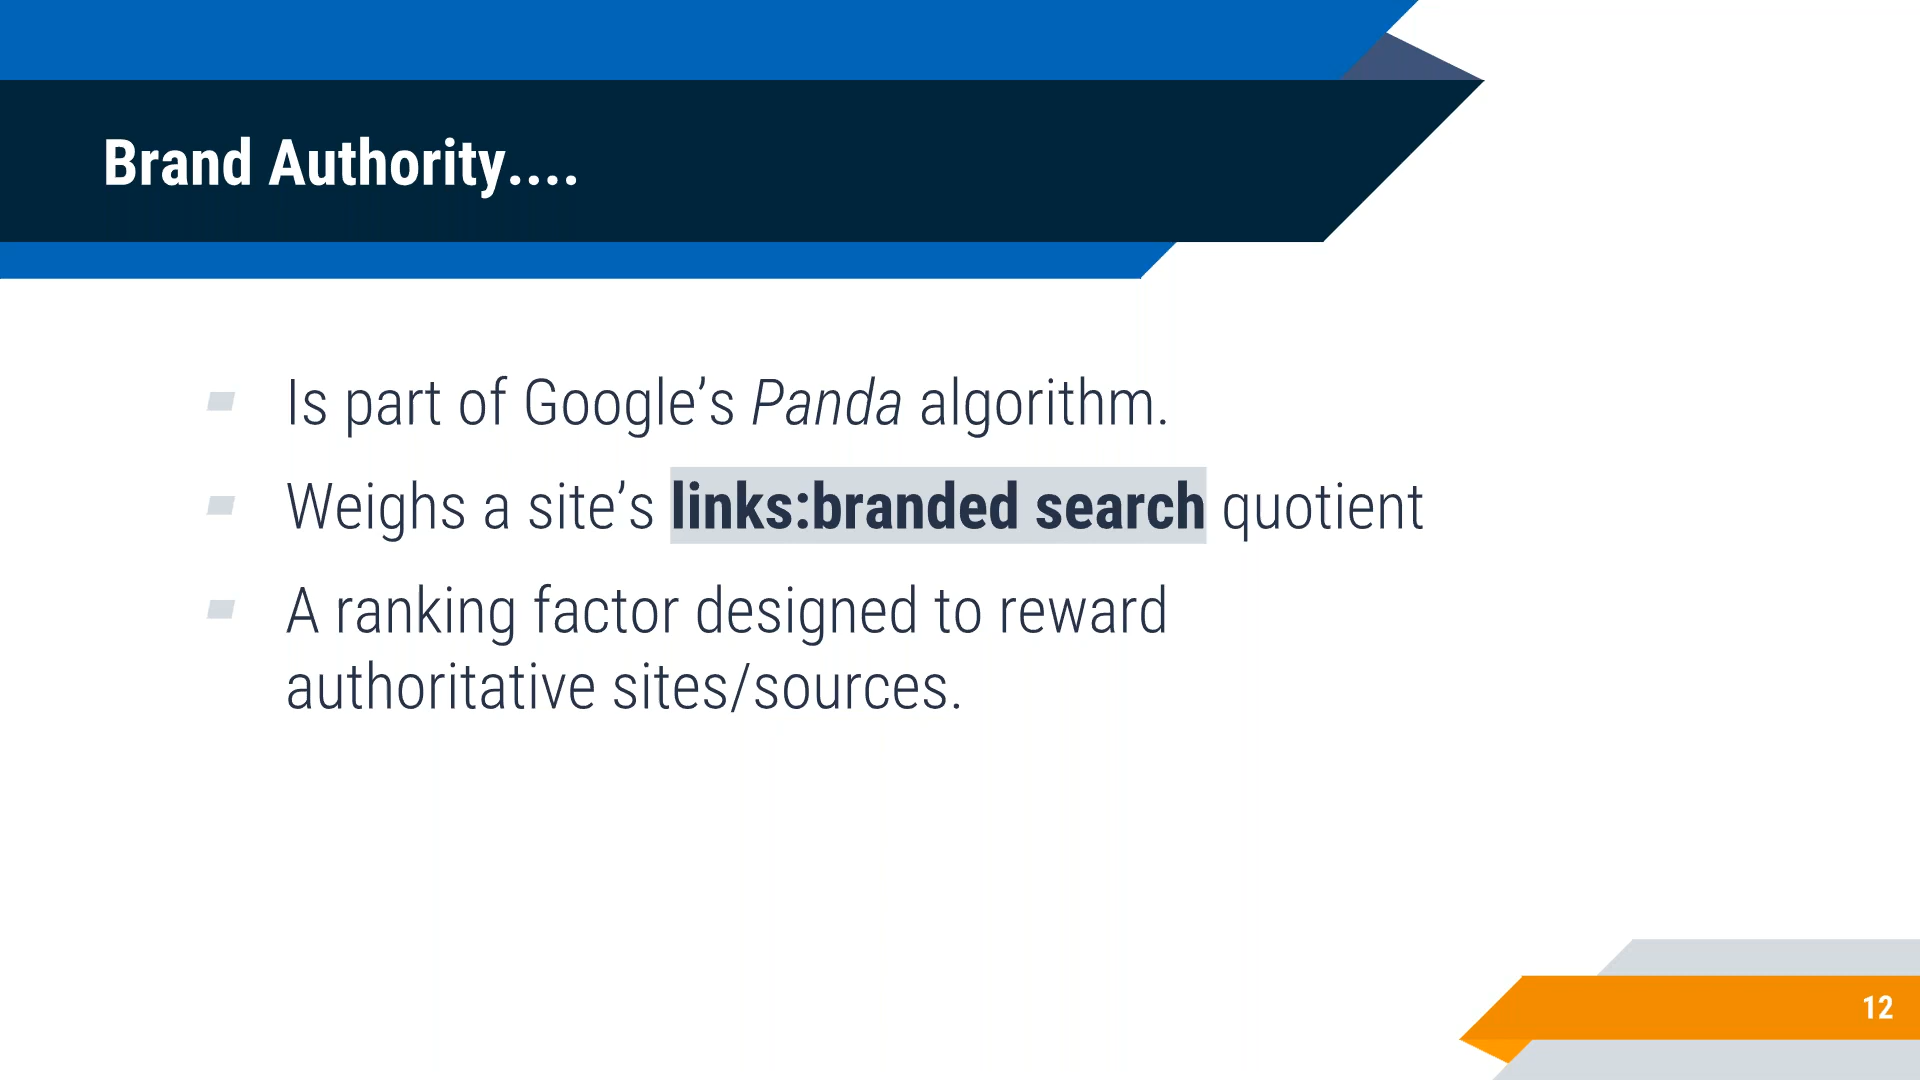 Brand Authority....
Is part of Google’s Panda algorithm.
Weighs a site’s links:branded search quotient
A ranking factor designed to reward
authoritative sites/sources.
12